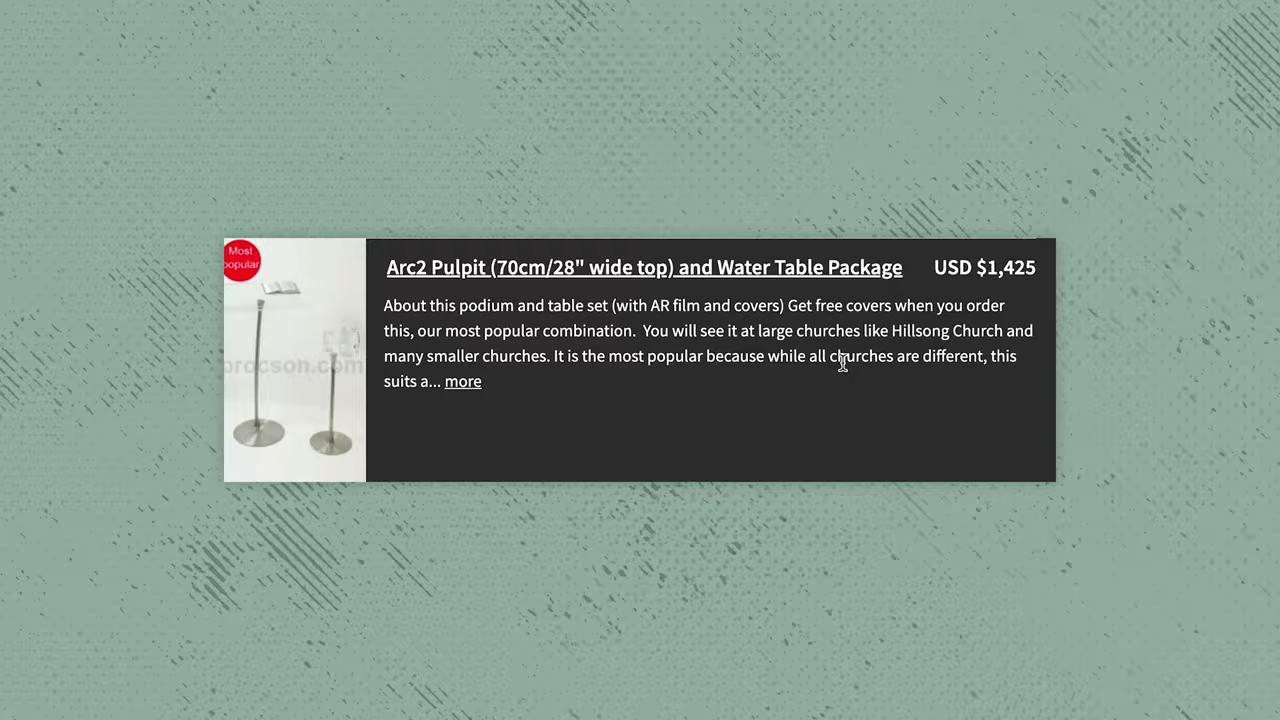 Most
popular
Arc2 Pulpit (70cm/28" wide top) and Water Table Package
USD $1,425
About this podium and table set (with AR film and covers) Get free covers when you order
this, our most popular combination.  You will see it at large churches like Hillsong Church and
many smaller churches. It is the most popular because while all churches are different, this
suits a... more
procson.com